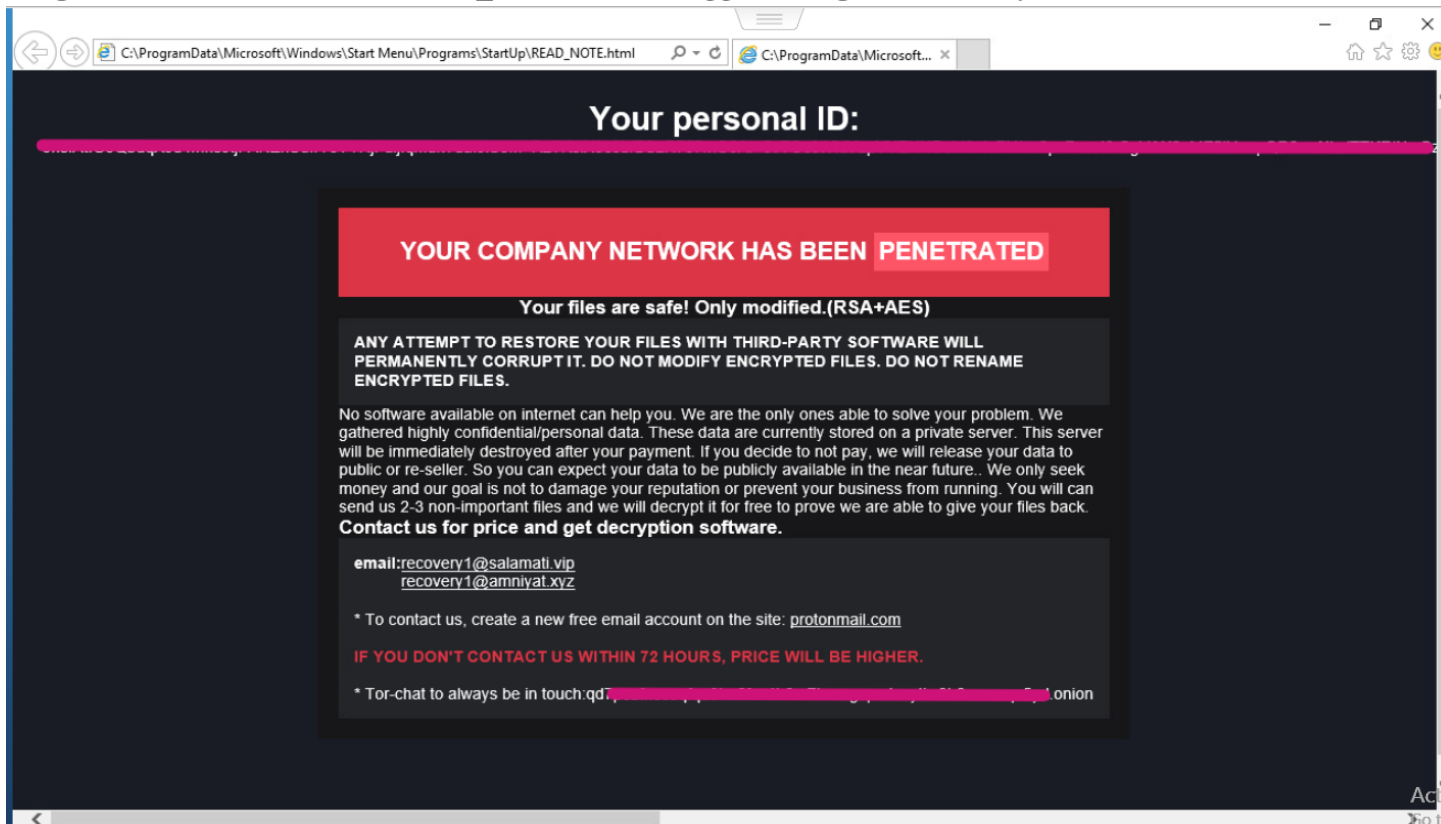 C:\ProgramData\Microsoft\Windows\Start Menu\Programs\StartUp\READ_NOTE.html
C:\ProgramData\Microsoft...
Your personal ID:
YOUR COMPANY NETWORK HAS BEEN PENETRATED
Your files are safe! Only modified.(RSA+AES)
ANY ATTEMPT TO RESTORE YOUR FILES WITH THIRD-PARTY SOFTWARE WILL
PERMANENTLY CORRUPT IT. DO NOT MODIFY ENCRYPTED FILES. DO NOT RENAME
ENCRYPTED FILES.
No software available on internet can help you. We are the only ones able to solve your problem. We
gathered highly confidential/personal data. These data are currently stored on a private server. This server
will be immediately destroyed after your payment. If you decide to not pay, we will release your data to
public or re-seller. So you can expect your data to be publicly available in the near future.. We only seek
money and our goal is not to damage your reputation or prevent your business from running. You will can
send us 2-3 non-important files and we will decrypt it for free to prove we are able to give your files back.
Contact us for price and get decryption software.
email:recovery1@salamati.vip
recovery1@amniyat.xyz
* To contact us, create a new free email account on the site: protonmail.com
IF YOU DON'T CONTACT US WITHIN 72 HOURS, PRICE WILL BE HIGHER.
* Tor-chat to always be in touch:qd .onion